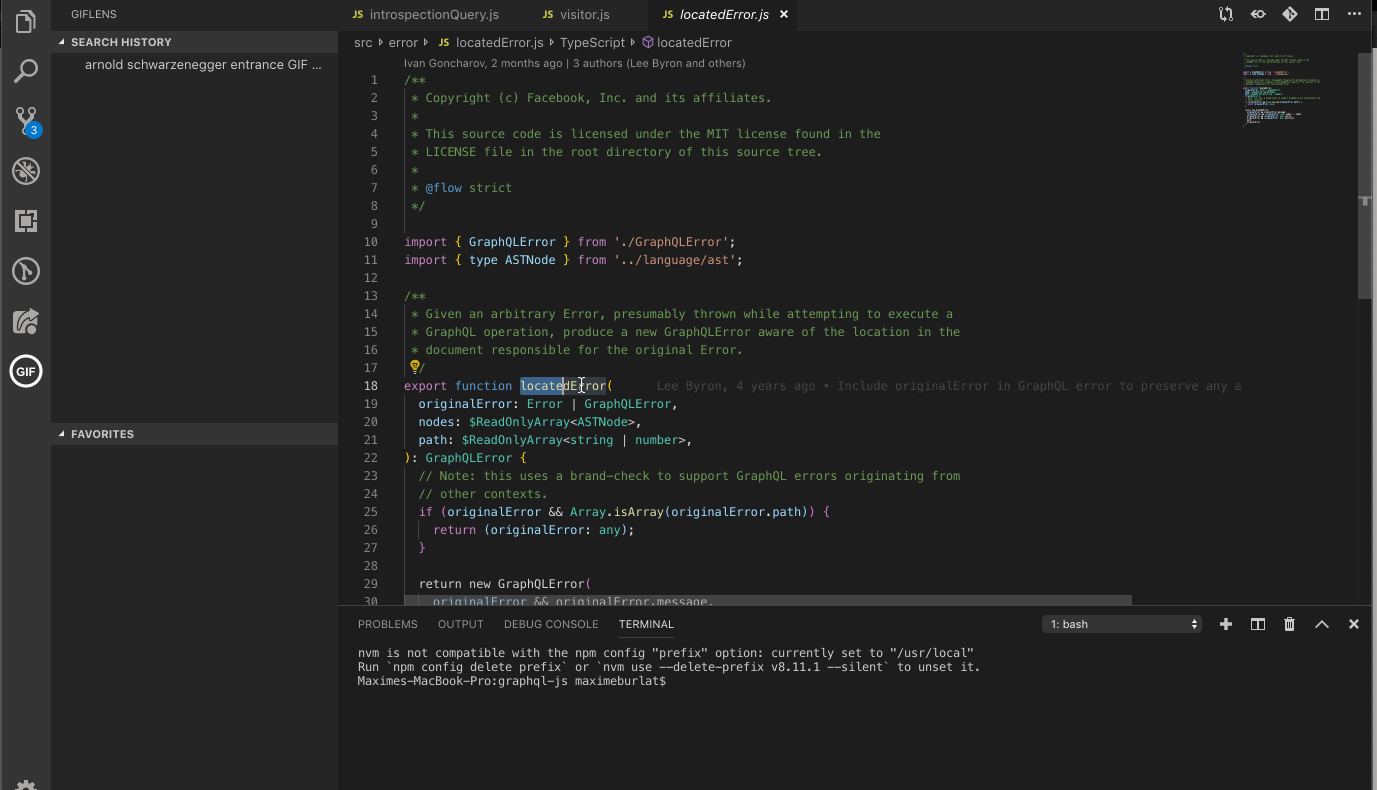 GIFLENS
SEARCH HISTORY
arnold schwarzenegger entrance GIF ...
FAVORITES
3
GIF
JS introspectionQuery.js
JS visitor.js
JS locatedError.js
src error JS locatedError.js TypeScript locatedError
Ivan Goncharov, 2 months ago | 3 authors (Lee Byron and others)
1 /**
2 * Copyright (c) Facebook, Inc. and its affiliates.
3 *
4 * This source code is licensed under the MIT license found in the
5 * LICENSE file in the root directory of this source tree.
6 *
7 * @flow strict
8 */
9
10 import { GraphQLError } from './GraphQLError';
11 import { type ASTNode } from '../language/ast';
12
13 /**
14 * Given an arbitrary Error, presumably thrown while attempting to execute a
15 * GraphQL operation, produce a new GraphQLError aware of the location in the
16 * document responsible for the original Error.
17 /
18 export function locatedError( Lee Byron, 4 years ago • Include originalError in GraphQL error to preserve any a
19 originalError: Error | GraphQLError,
20 nodes: $ReadOnlyArray<ASTNode>,
21 path: $ReadOnlyArray<string | number>,
22 ): GraphQLError {
23 // Note: this uses a brand-check to support GraphQL errors originating from
24 // other contexts.
25 if (originalError && Array.isArray(originalError.path)) {
26 return (originalError: any);
27 }
28
29 return new GraphQLError(
30 originalError && originalError.message,
PROBLEMS OUTPUT DEBUG CONSOLE TERMINAL
1: bash
nvm is not compatible with the npm config "prefix" option: currently set to "/usr/local"
Run `npm config delete prefix` or `nvm use --delete-prefix v8.11.1 --silent` to unset it.
Maximes-MacBook-Pro:graphql-js maximeburlat$